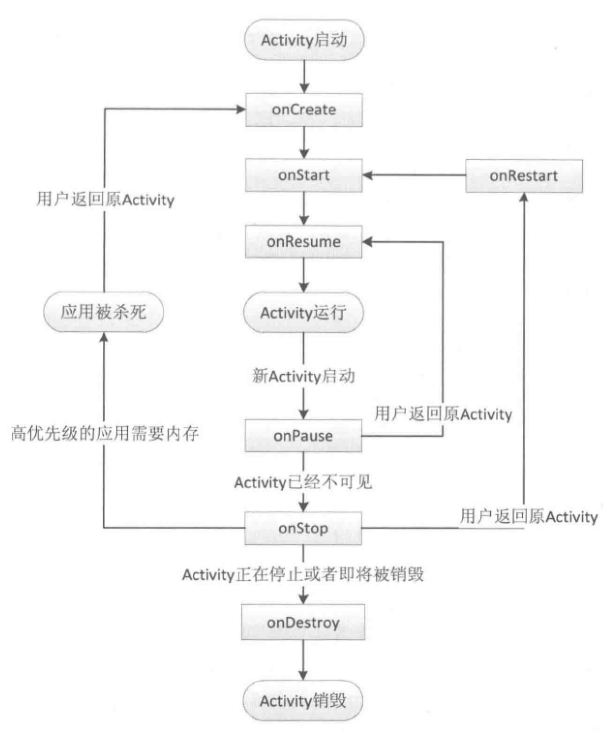 Activity启动
onCreate
onStart
onRestart
用户返回原Activity
onResume
应用被杀死
Activity运行
新Activity启动
用户返回原Activity
高优先级的应用需要内存
onPause
Activity已经不可见
用户返回原Activity
onStop
Activity正在停止或者即将被销毁
onDestroy
Activity销毁